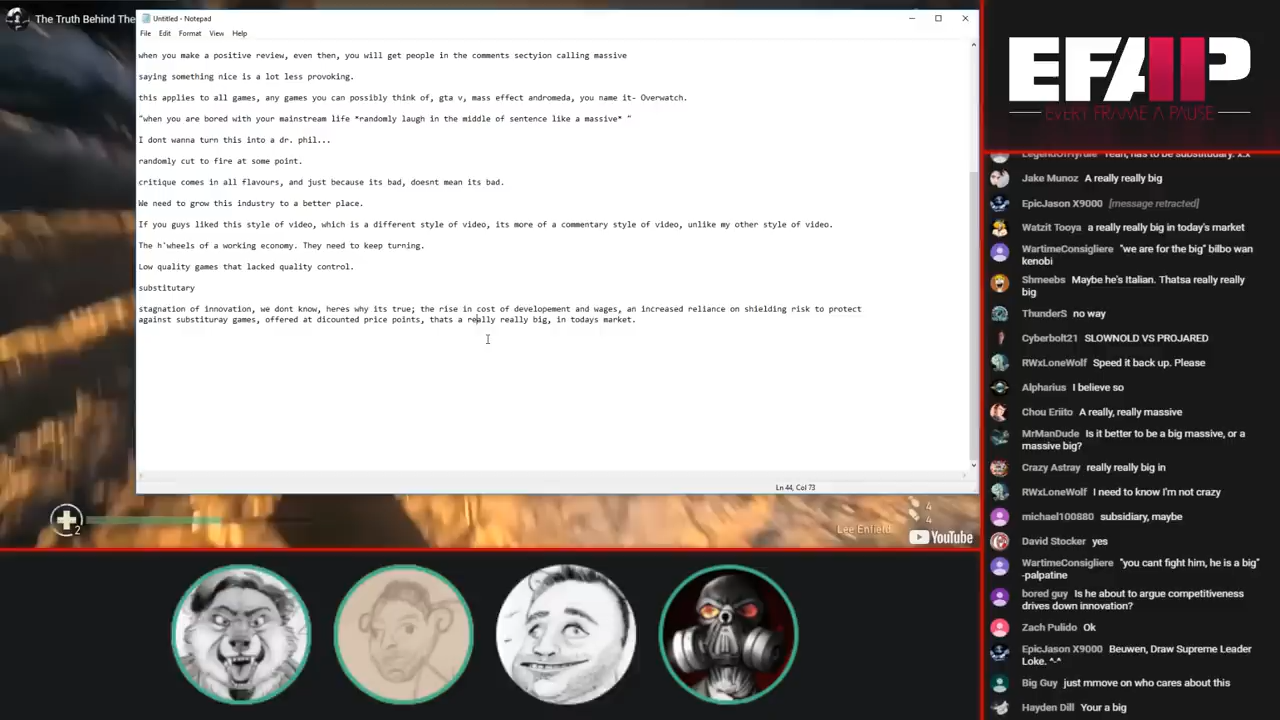 The Truth Behind The
Untitled - Notepad
File Edit Format View Help
when you make a positive review, even then, you will get people in the comments sectyion calling massive
saying something nice is a lot less provoking.
this applies to all games, any games you can possibly think of, gta v, mass effect andromeda, you name it- Overwatch.
"when you are bored with your mainstream life *randomly laugh in the middle of sentence like a massive* "
I dont wanna turn this into a dr. phil...
randomly cut to fire at some point.
critique comes in all flavours, and just because its bad, doesnt mean its bad.
We need to grow this industry to a better place.
If you guys liked this style of video, which is a different style of video, its more of a commentary style of video, unlike my other style of video.
The h'wheels of a working economy. They need to keep turning.
Low quality games that lacked quality control.
substitutary
stagnation of innovation, we dont know, heres why its true; the rise in cost of developement and wages, an increased reliance on shielding risk to protect
against substituray games, offered at dicounted price points, thats a really really big, in todays market.
Ln 44, Col 73
2
4
4
Lee Enfield
YouTube
EFAP
EVERY FRAME A PAUSE
LegendOfHyrule Yeah, has to be substitudary. x.x
Jake Munoz A really really big
EpicJason X9000 [message retracted]
Watzit Tooya a really really big in today's market
WartimeConsigliere "we are for the big" bilbo wan
kenobi
Shmeebs Maybe he's Italian. Thatsa really really
big
ThunderS no way
Cyberbolt21 SLOWNOLD VS PROJARED
RWxLoneWolf Speed it back up. Please
Alpharius I believe so
Chou Eriito A really, really massive
MrManDude Is it better to be a big massive, or a
massive big?
Crazy Astray really really big in
RWxLoneWolf I need to know I'm not crazy
michael100880 subsidiary, maybe
David Stocker yes
WartimeConsigliere "you cant fight him, he is a big"
-palpatine
bored guy Is he about to argue competitiveness
drives down innovation?
Zach Pulido Ok
EpicJason X9000 Beuwen, Draw Supreme Leader
Loke. ^-^
Big Guy just mmove on who cares about this
Hayden Dill Your a big